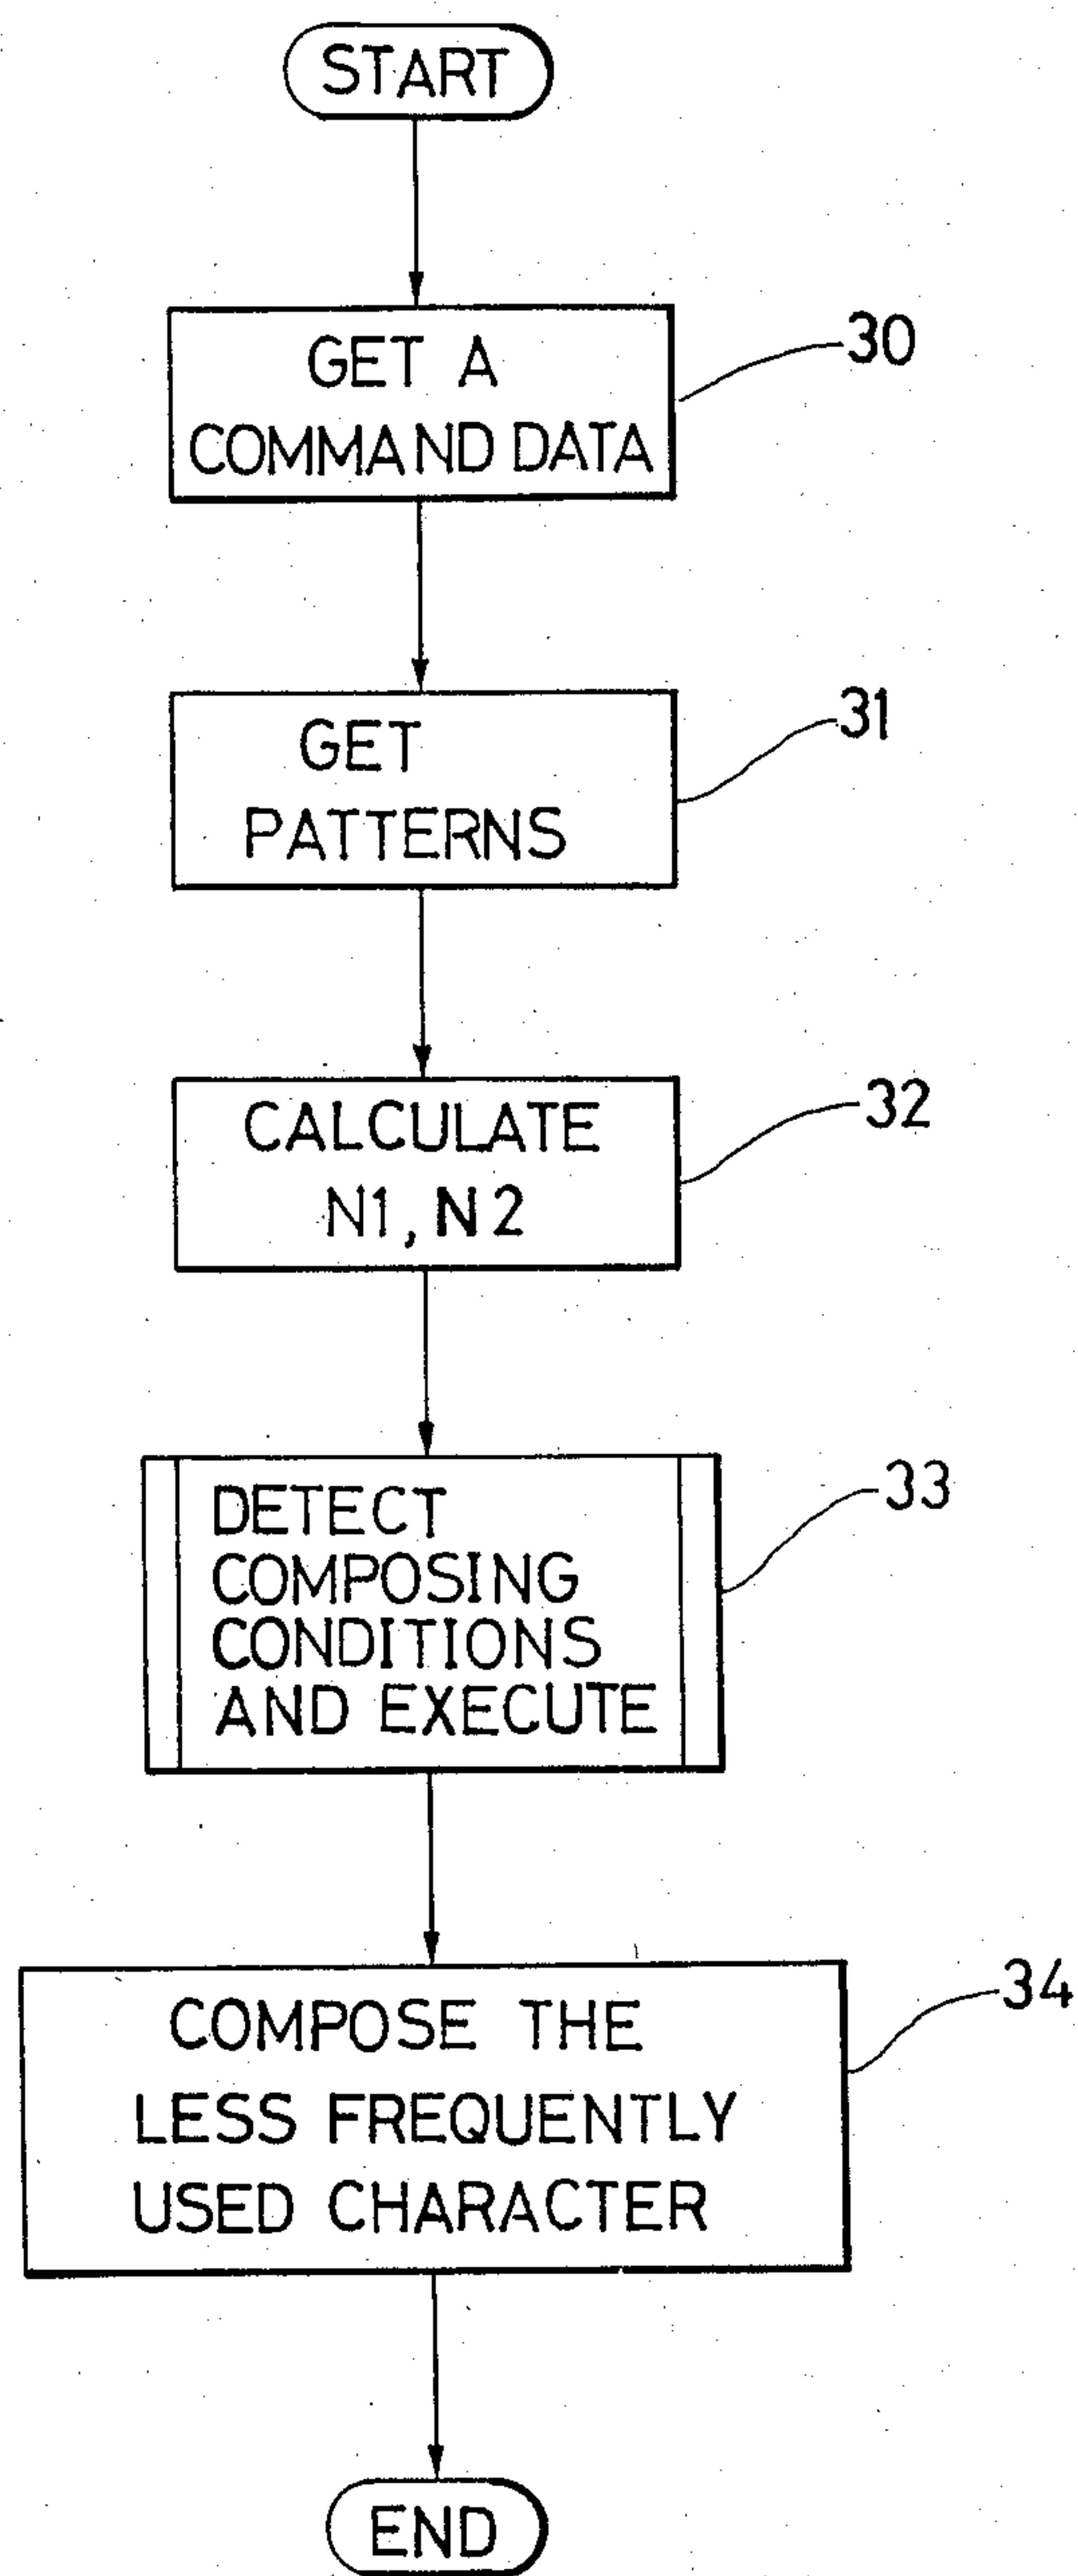 START
GET A
COMMAND DATA
30
GET
PATTERNS
31
CALCULATE
N1, N2
32
DETECT
COMPOSING
CONDITIONS
AND EXECUTE
33
COMPOSE THE
LESS FREQUENTLY
USED CHARACTER
34
END